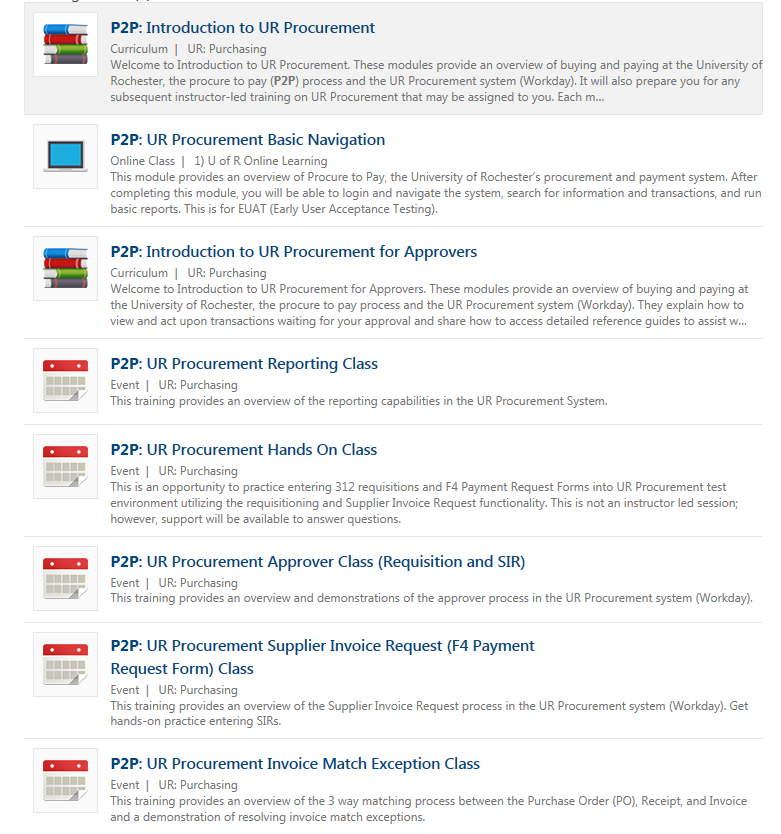 P2P: Introduction to UR Procurement
Curriculum | UR: Purchasing
Welcome to Introduction to UR Procurement. These modules provide an overview of buying and paying at the University of
Rochester, the procure to pay (P2P) process and the UR Procurement system (Workday). It will also prepare you for any
subsequent instructor-led training on UR Procurement that may be assigned to you. Each m...
P2P: UR Procurement Basic Navigation
Online Class | 1) U of R Online Learning
This module provides an overview of Procure to Pay, the University of Rochester's procurement and payment system. After
completing this module, you will be able to login and navigate the system, search for information and transactions, and run
basic reports. This is for EUAT (Early User Acceptance Testing).
P2P: Introduction to UR Procurement for Approvers
Curriculum | UR: Purchasing
Welcome to Introduction to UR Procurement for Approvers. These modules provide an overview of buying and paying at
the University of Rochester, the procure to pay process and the UR Procurement system (Workday). They explain how to
view and act upon transactions waiting for your approval and share how to access detailed reference guides to assist w...
P2P: UR Procurement Reporting Class
Event | UR: Purchasing
This training provides an overview of the reporting capabilities in the UR Procurement System.
P2P: UR Procurement Hands On Class
Event | UR: Purchasing
This is an opportunity to practice entering 312 requisitions and F4 Payment Request Forms into UR Procurement test
environment utilizing the requisitioning and Supplier Invoice Request functionality. This is not an instructor led session;
however, support will be available to answer questions.
P2P: UR Procurement Approver Class (Requisition and SIR)
Event | UR: Purchasing
This training provides an overview and demonstrations of the approver process in the UR Procurement system (Workday).
P2P: UR Procurement Supplier Invoice Request (F4 Payment
Request Form) Class
Event | UR: Purchasing
This training provides an overview of the Supplier Invoice Request process in the UR Procurement system (Workday). Get
hands-on practice entering SIRs.
P2P: UR Procurement Invoice Match Exception Class
Event | UR: Purchasing
This training provides an overview of the 3 way matching process between the Purchase Order (PO), Receipt, and Invoice
and a demonstration of resolving invoice match exceptions.